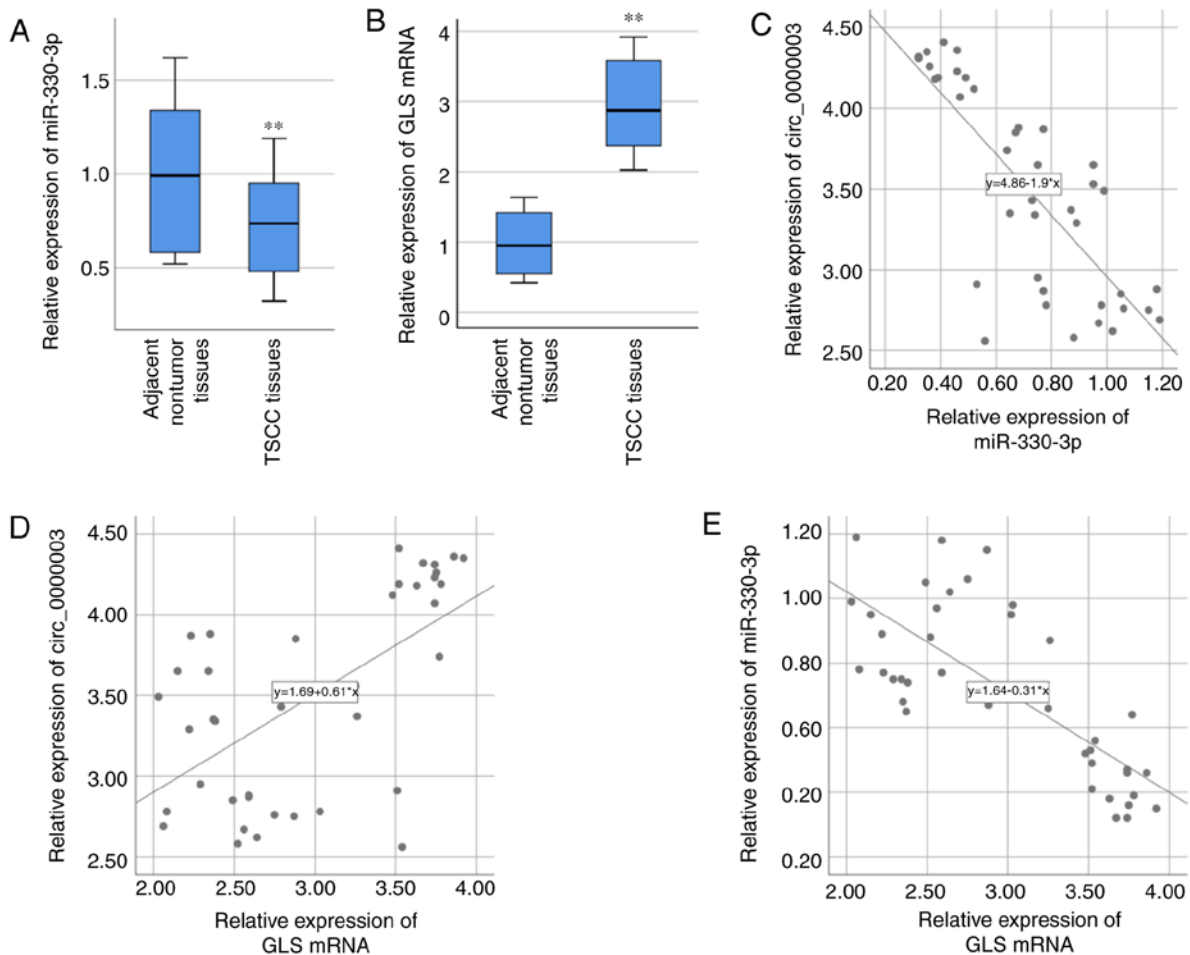 A
Relative expression of miR-330-3p
1.5
1.0
0.5
**
Adjacent
nontumor
tissues
TSCC tissues
B
Relative expression of GLS mRNA
4
3
2
1
0
**
Adjacent
nontumor
tissues
TSCC tissues
C
Relative expression of circ_0000003
4.50
4.00
3.50
3.00
2.50
y=4.86-1.9*x
0.20 0.40 0.60 0.80 1.00 1.20
Relative expression of
miR-330-3p
D
Relative expression of circ_0000003
4.50
4.00
3.50
3.00
2.50
y=1.69+0.61*x
2.00 2.50 3.00 3.50 4.00
Relative expression of
GLS mRNA
E
Relative expression of miR-330-3p
1.20
1.00
0.80
0.60
0.20
0.20
y=1.64-0.31*x
2.00 2.50 3.00 3.50 4.00
Relative expression of
GLS mRNA